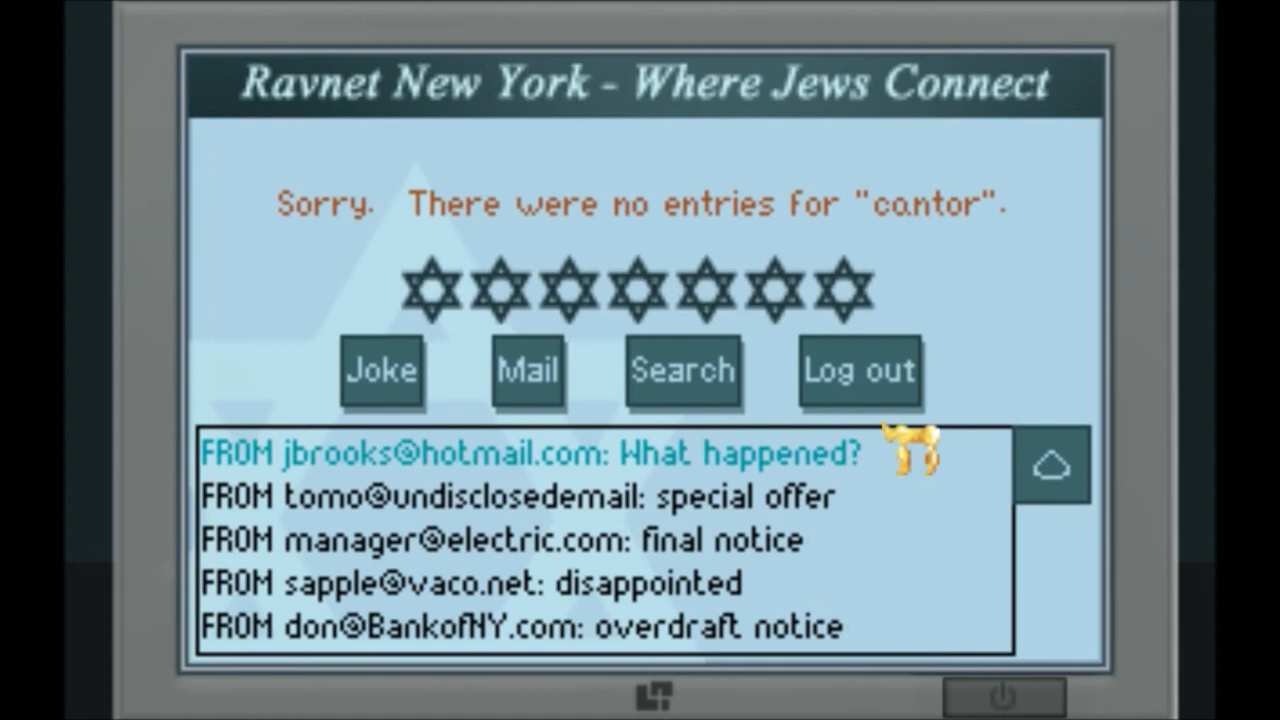 Ravnet New York - Where Jews Connect
Sorry. There were no entries for "cantor".
Joke Mail Search Log out
FROM jbrooks@hotmail.com: What happened?
FROM tomo@undisclosedemail: special offer
FROM manager@electric.com: final notice
FROM sapple@vaco.net: disappointed
FROM don@BankofNY.com: overdraft notice